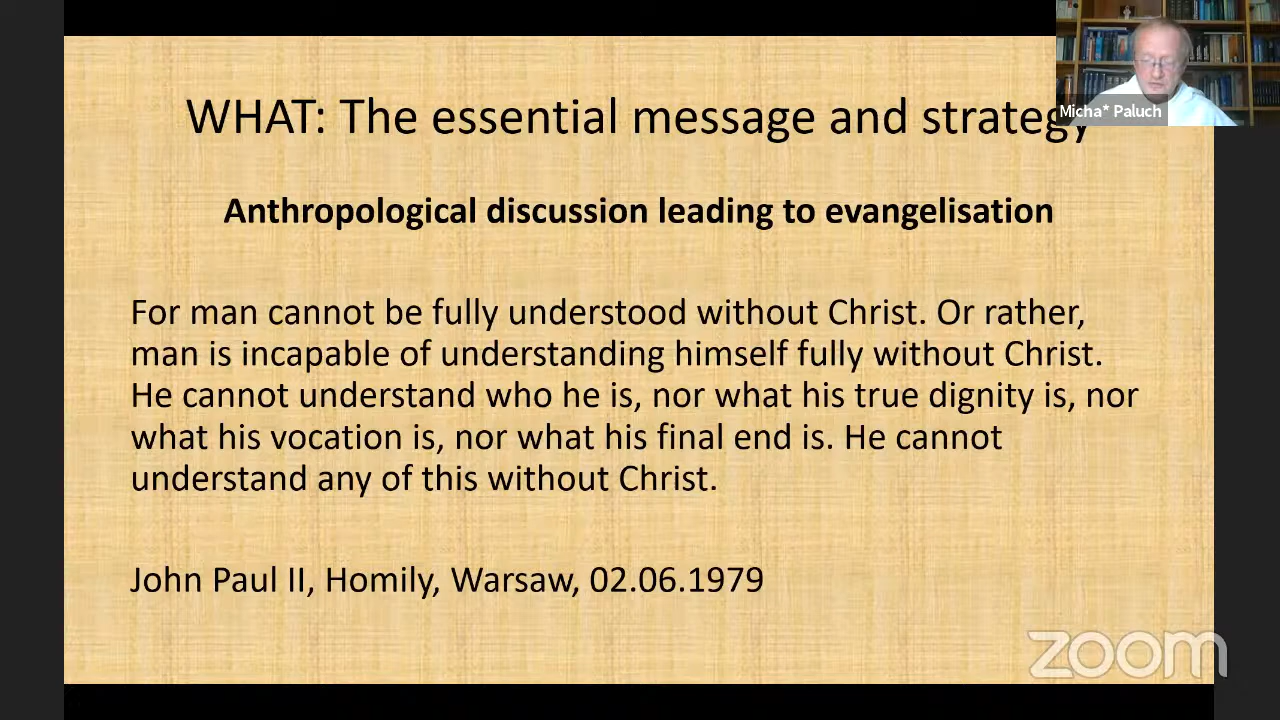 WHAT: The essential message and strategy
Micha* Paluch
Anthropological discussion leading to evangelisation
For man cannot be fully understood without Christ. Or rather,
man is incapable of understanding himself fully without Christ.
He cannot understand who he is, nor what his true dignity is, nor
what his vocation is, nor what his final end is. He cannot
understand any of this without Christ.
John Paul II, Homily, Warsaw, 02.06.1979
zoom